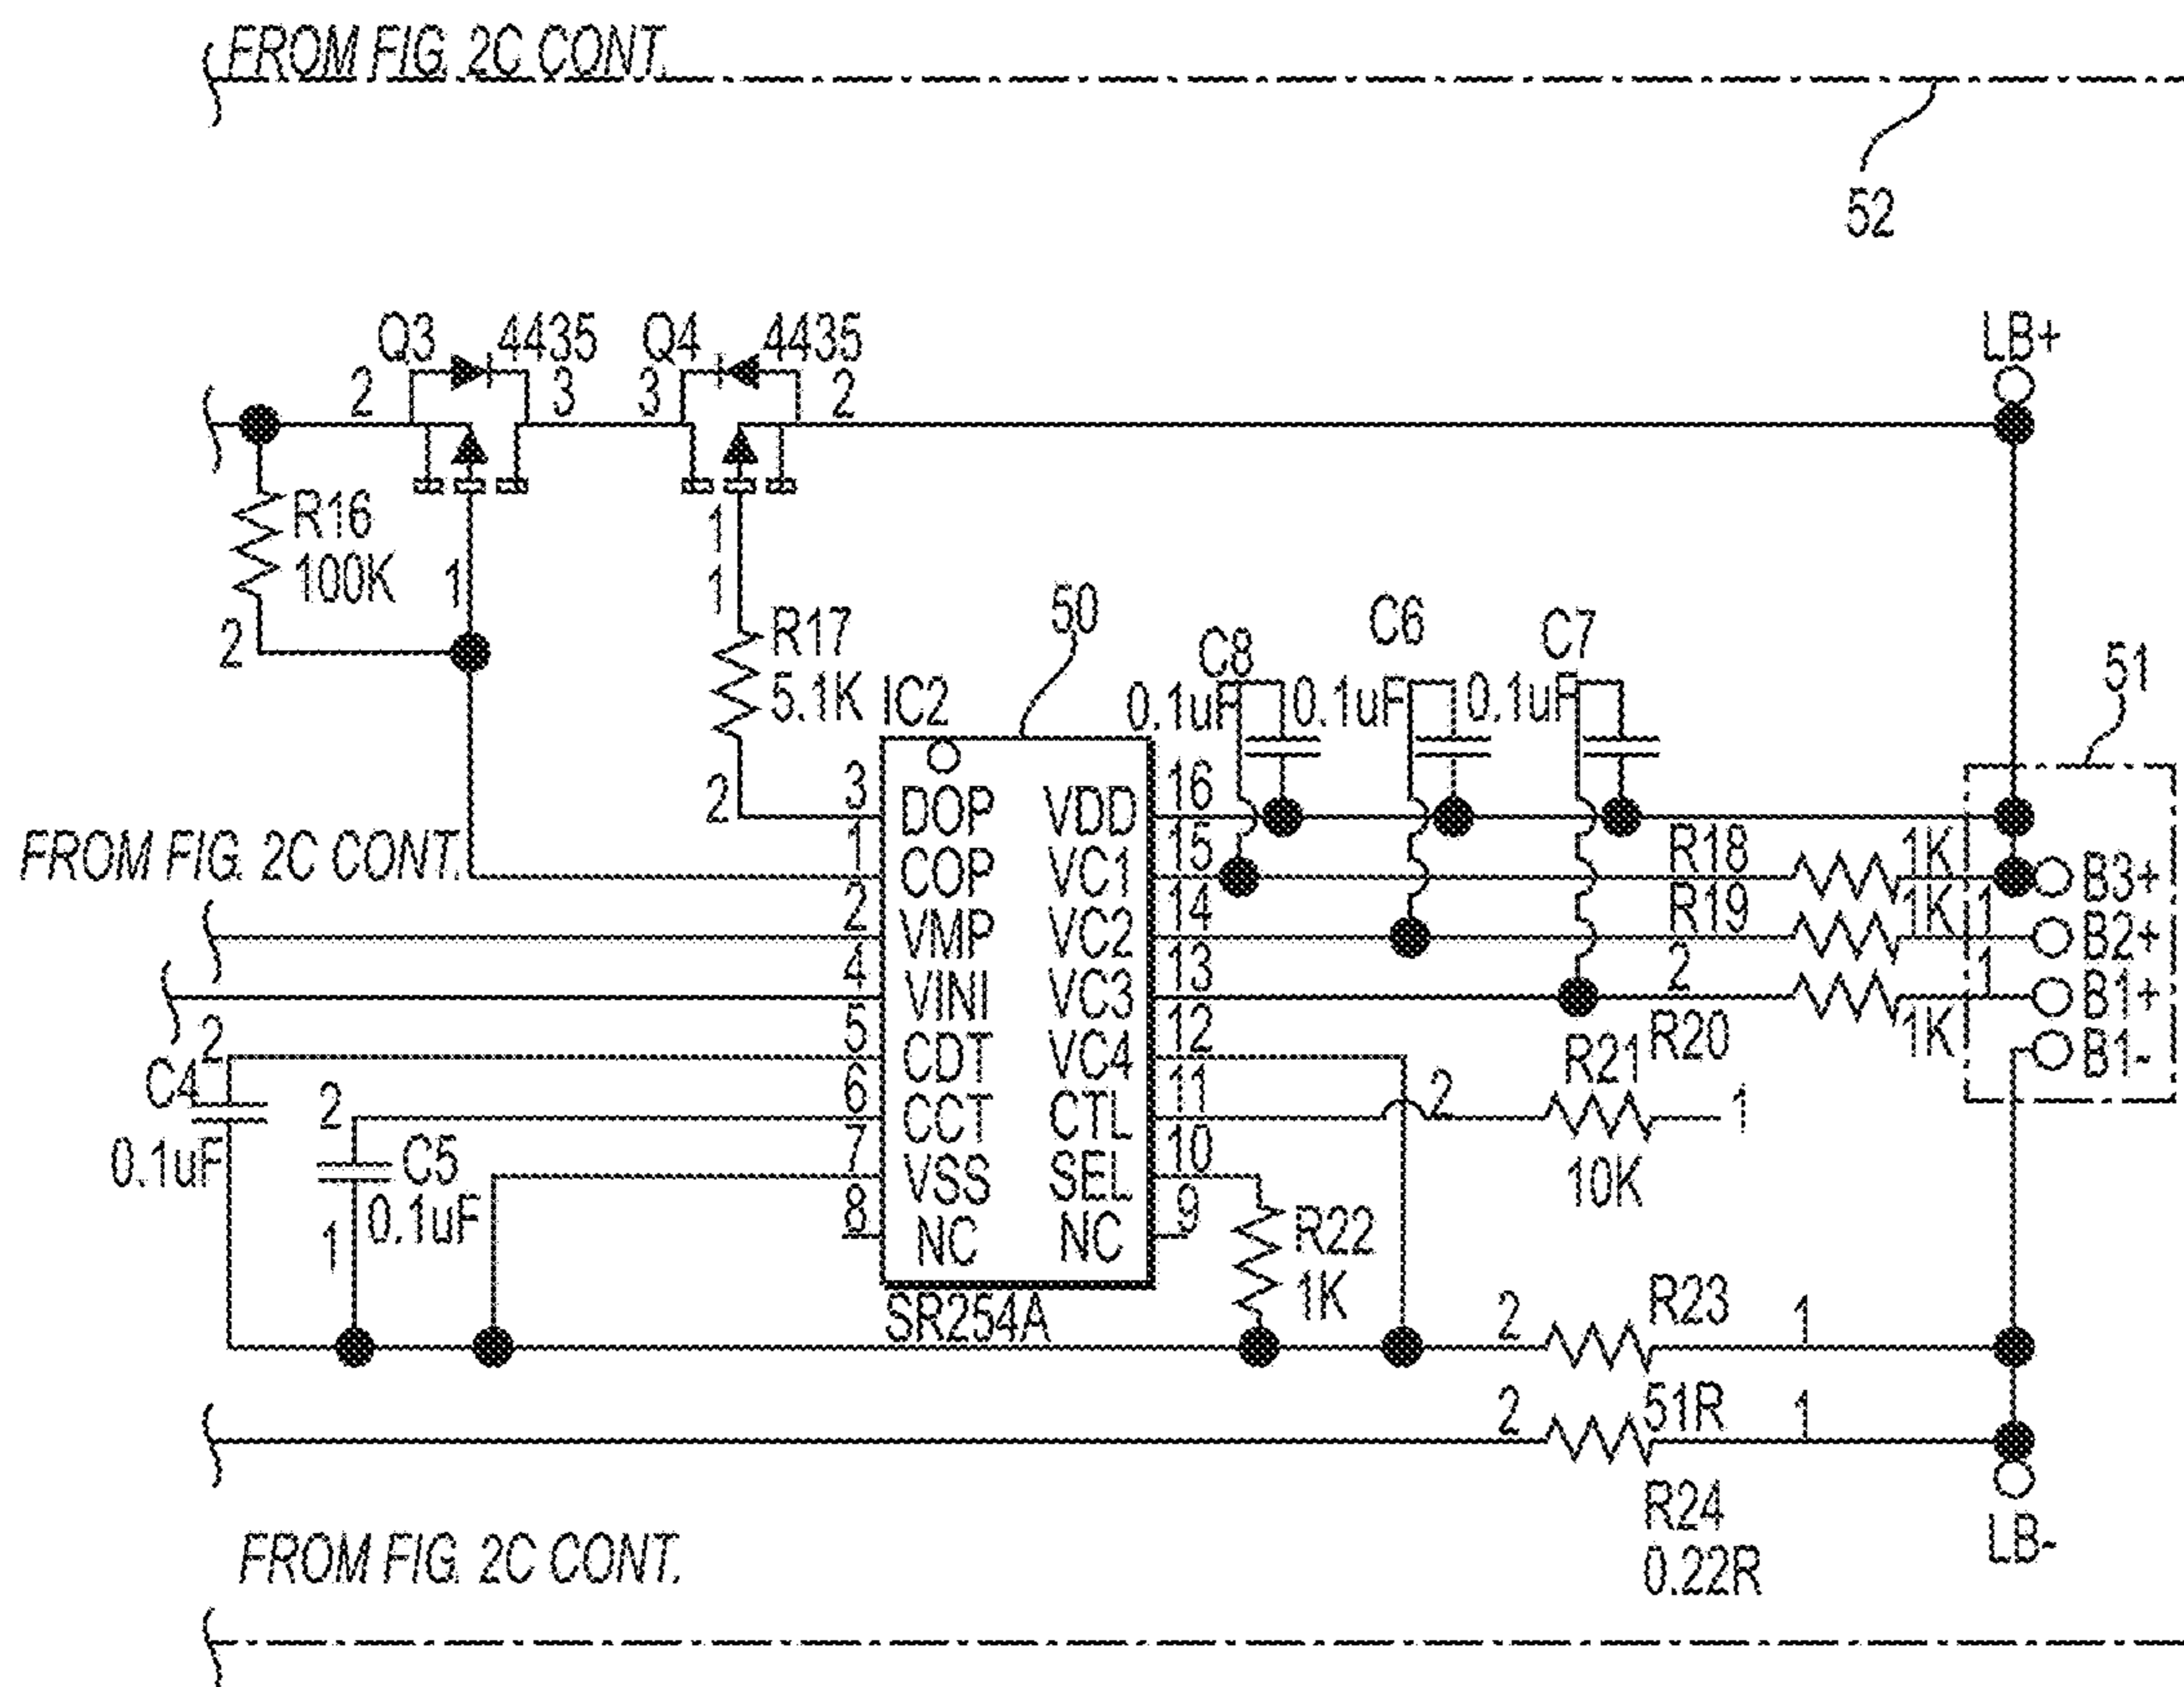 FROM FIG. 2C CONT.
52
Q3 4435 Q4 4435 LB+
2 3 3 2
R16
100K
1
1
1
2
R17
5.1K
50
C8
0.1uF
C6
0.1uF
C7
0.1uF
51
IC2
2
3 DOP VDD 16
1 COP VC1 15 R18 1K B3+
2 VMP VC2 14 R19 1K 1 B2+
4 VINI VC3 13 2 1 B1+
5 CDT VC4 12 R20 1K B1-
6 CCT CTL 11 2 R21 1
7 VSS SEL 10 10K
8 NC NC 9
FROM FIG. 2C CONT.
2
C4
0.1uF
2
C5
0.1uF
1
R22
1K
SR254A
2 R23 1
51R
2 1
R24
0.22R
LB-
FROM FIG. 2C CONT.